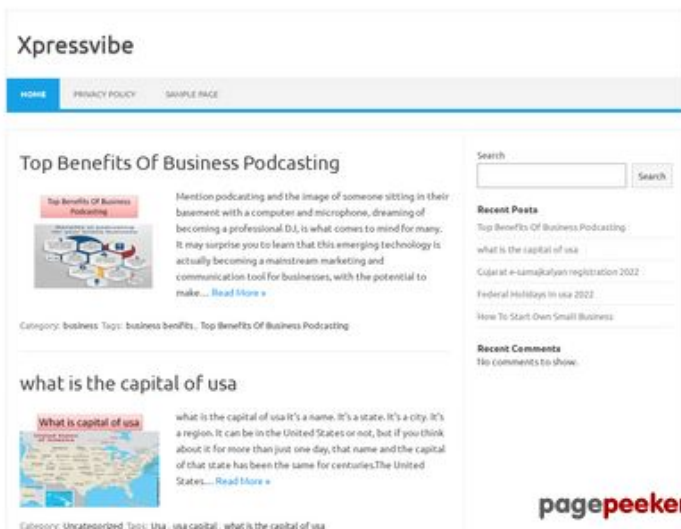 Xpressvibe
HOME PRIVACY POLICY SAMPLE PAGE
Top Benefits Of Business Podcasting
Top Benefits Of Business
Podcasting
Mention podcasting and the image of someone sitting in their
basement with a computer and microphone, dreaming of
becoming a professional DJ, is what comes to mind for many.
It may surprise you to learn that this emerging technology is
actually becoming a mainstream marketing and
communication tool for businesses, with the potential to
make… Read More »
Category: business Tags: business benifits, Top Benefits Of Business Podcasting
what is the capital of usa
What is capital of usa
what is the capital of usa It's a name. It's a state. It's a city. It's
a region. It can be in the United States or not, but if you think
about it for more than just one day, that name and the capital
of that state has been the same for centuries.The United
States… Read More »
Category: Uncategorized Tags: Usa, usa capital, what is the capital of usa
Search
Search
Recent Posts
Top Benefits Of Business Podcasting
what is the capital of usa
Gujarat e-samajkalyan registration 2022
Federal Holidays in usa 2022
How To Start Own Small Business
Recent Comments
No comments to show.
pagepeeker